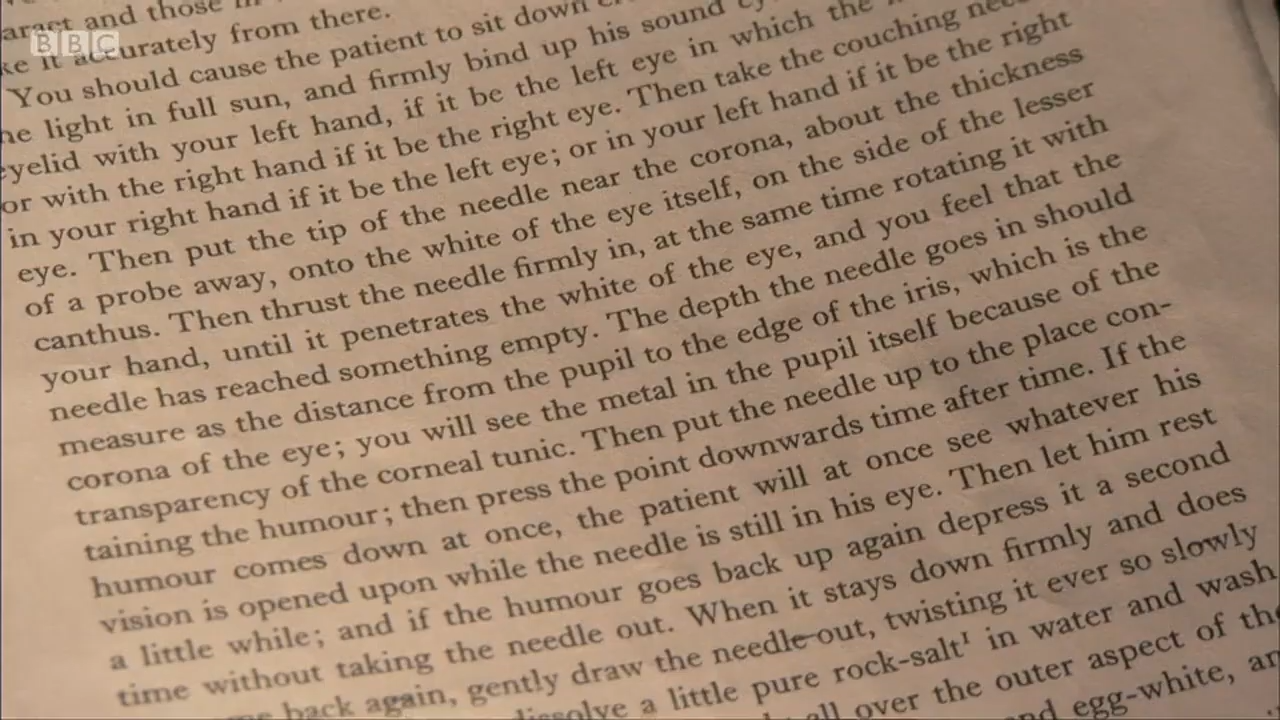 BBC
and those
accurately from there.
You should cause the patient to sit down
light in full sun, and firmly bind up his sound
with your left hand, if it be the left eye in which the
or with the right hand if it be the right eye. Then take the couching
in your right hand if it be the left eye; or in your left hand if it be the right
eye. Then put the tip of the needle near the corona, about the thickness
of a probe away, onto the white of the eye itself, on the side of the lesser
canthus. Then thrust the needle firmly in, at the same time rotating it with
your hand, until it penetrates the white of the eye, and you feel that the
needle has reached something empty. The depth the needle goes in should
measure as the distance from the pupil to the edge of the iris, which is the
corona of the eye; you will see the metal in the pupil itself because of the
transparency of the corneal tunic. Then put the needle up to the place con-
taining the humour; then press the point downwards time after time. If the
humour comes down at once, the patient will at once see whatever his
vision is opened upon while the needle is still in his eye. Then let him rest
a little while; and if the humour goes back up again depress it a second
time without taking the needle out. When it stays down firmly and does
back again, gently draw the needle out, twisting it ever so slowly
a little pure rock-salt¹ in water and wash
all over the outer aspect of the
egg-white,